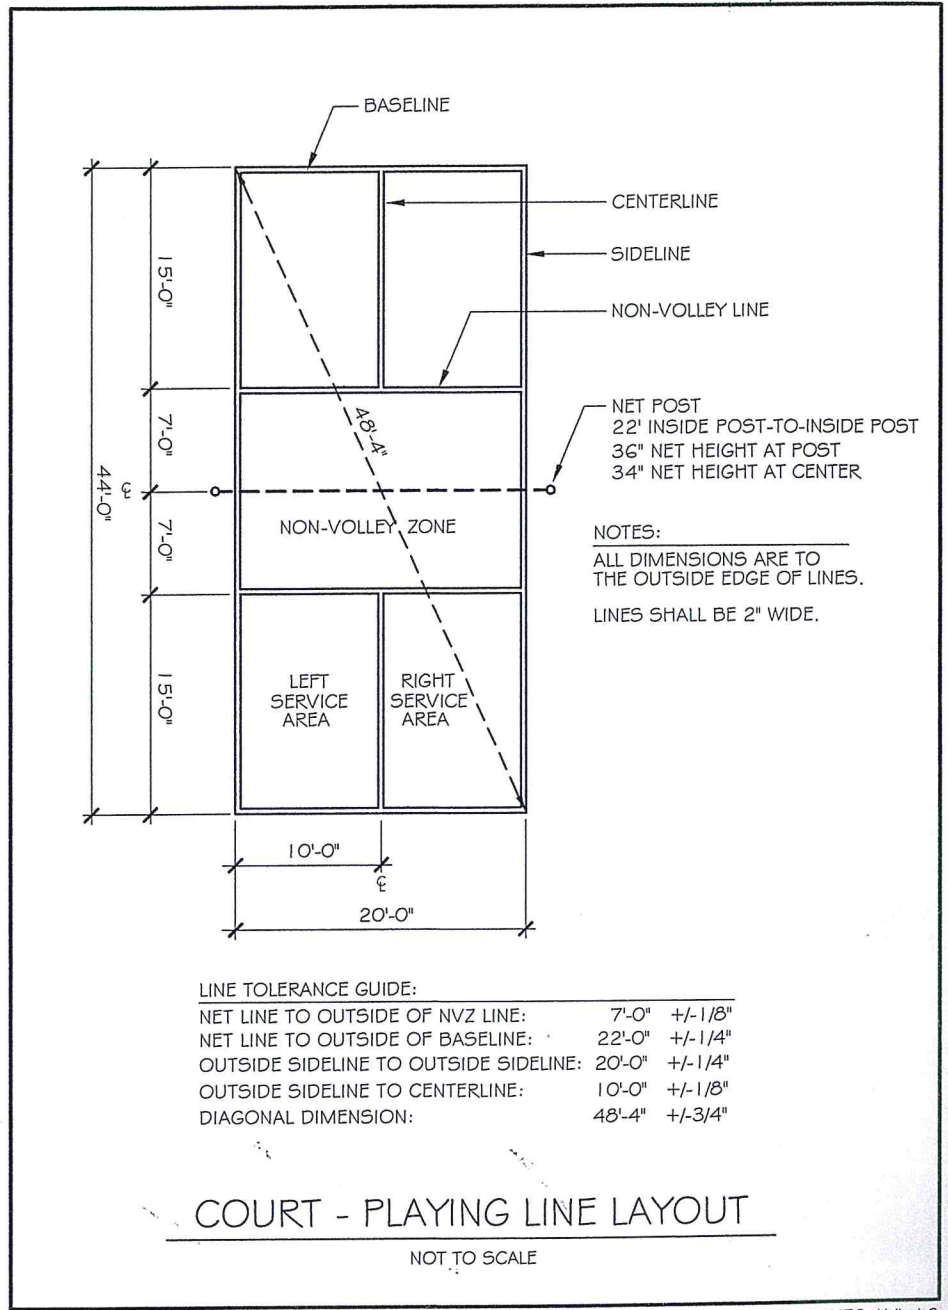 BASELINE
CENTERLINE
SIDELINE
NON-VOLLEY LINE
15'-0"
7'-0"
48'-4"
NET POST
22' INSIDE POST-TO-INSIDE POST
36" NET HEIGHT AT POST
34" NET HEIGHT AT CENTER
44'-0"
℄
NON-VOLLEY ZONE
7'-0"
NOTES:
ALL DIMENSIONS ARE TO
THE OUTSIDE EDGE OF LINES.
LINES SHALL BE 2" WIDE.
15'-0"
LEFT
SERVICE
AREA
RIGHT
SERVICE
AREA
10'-0"
℄
20'-0"
LINE TOLERANCE GUIDE:
NET LINE TO OUTSIDE OF NVZ LINE: 7'-0" +/-1/8"
NET LINE TO OUTSIDE OF BASELINE: 22'-0" +/-1/4"
OUTSIDE SIDELINE TO OUTSIDE SIDELINE: 20'-0" +/-1/4"
OUTSIDE SIDELINE TO CENTERLINE: 10'-0" +/-1/8"
DIAGONAL DIMENSION: 48'-4" +/-3/4"
COURT - PLAYING LINE LAYOUT
NOT TO SCALE